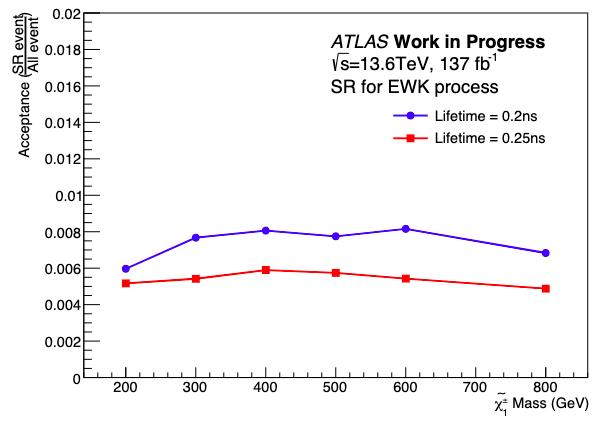 Acceptance (SR event/All event)
0.02
0.018
0.016
0.014
0.012
0.01
0.008
0.006
0.004
0.002
0
ATLAS Work in Progress
√s=13.6TeV, 137 fb⁻¹
SR for EWK process
Lifetime = 0.2ns
Lifetime = 0.25ns
200 300 400 500 600 700 800
χ̃₁± Mass (GeV)